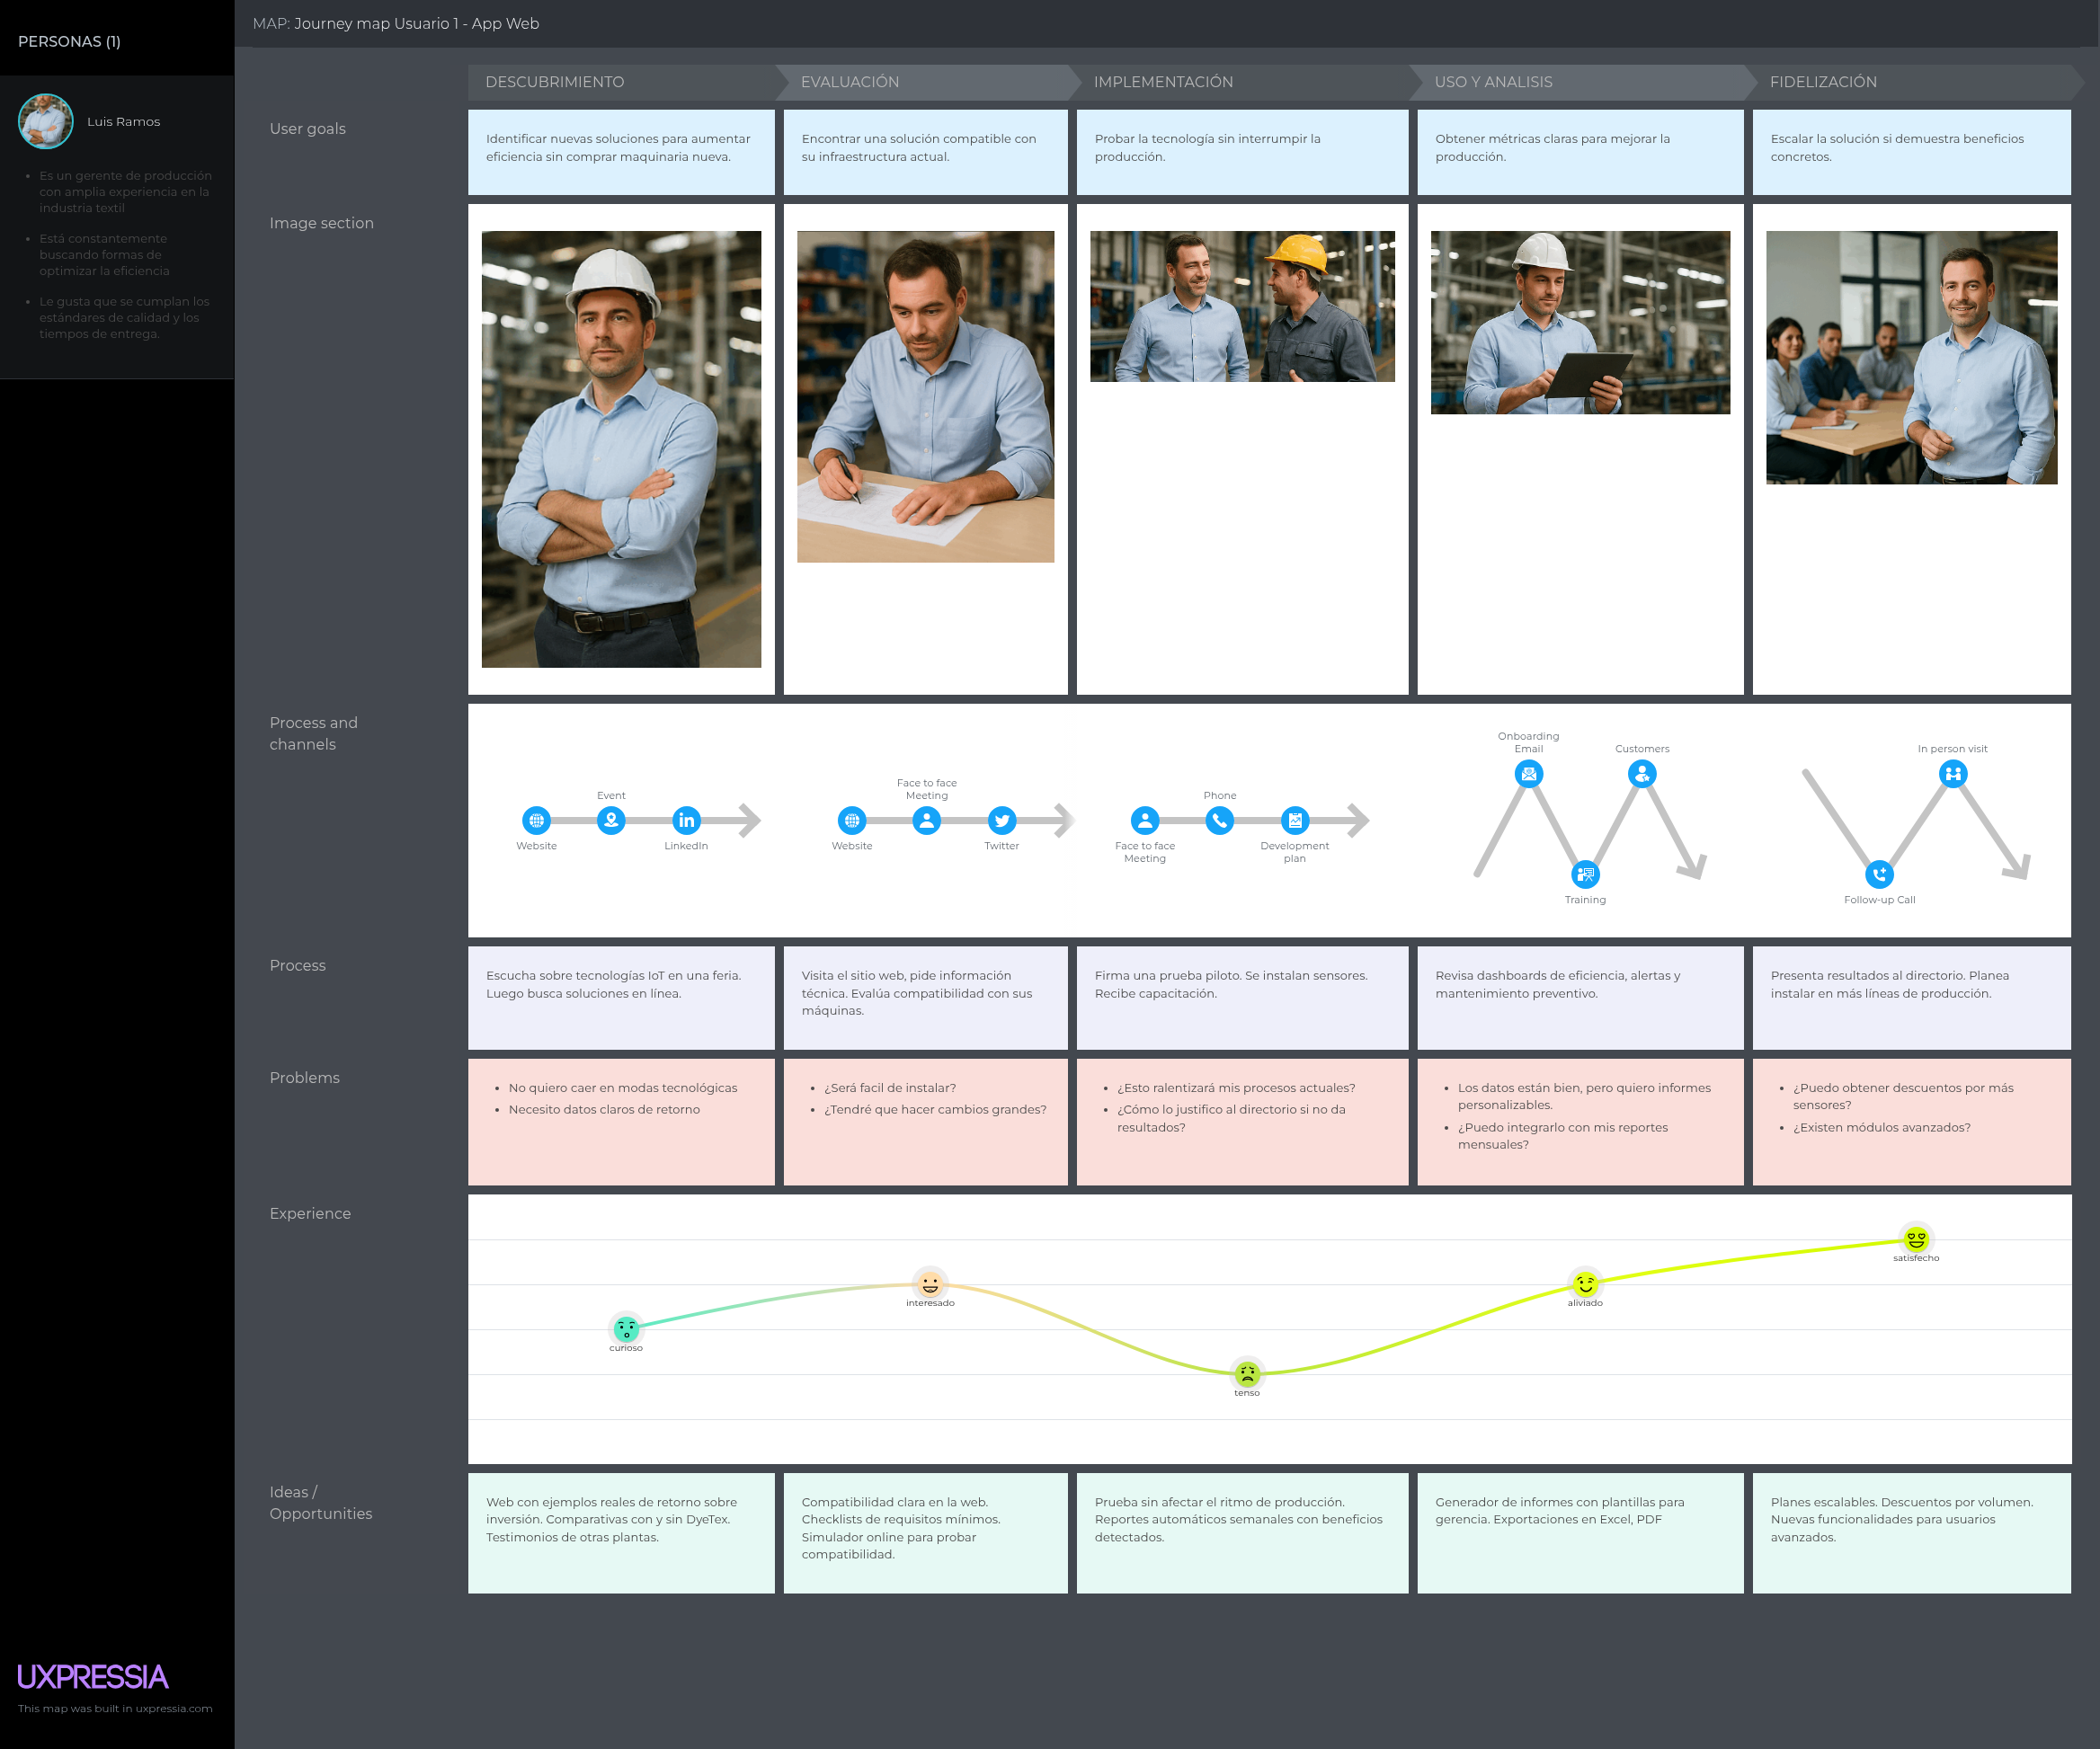 PERSONAS (1)
Luis Ramos
Es un gerente de producción
con amplia experiencia en la
industria textil
Está constantemente
buscando formas de
optimizar la eficiencia
Le gusta que se cumplan los
estándares de calidad y los
tiempos de entrega.
MAP: Journey map Usuario 1 - App Web
DESCUBRIMIENTO
EVALUACIÓN
IMPLEMENTACIÓN
USO Y ANALISIS
FIDELIZACIÓN
User goals
Identificar nuevas soluciones para aumentar
eficiencia sin comprar maquinaria nueva.
Encontrar una solución compatible con
su infraestructura actual.
Probar la tecnología sin interrumpir la
producción.
Obtener métricas claras para mejorar la
producción.
Escalar la solución si demuestra beneficios
concretos.
Image section
Process and
channels
Website
Event
LinkedIn
Website
Face to face
Meeting
Twitter
Face to face
Meeting
Phone
Development
plan
Onboarding
Email
Training
Customers
Follow-up Call
In person visit
Process
Escucha sobre tecnologías IoT en una feria.
Luego busca soluciones en línea.
Visita el sitio web, pide información
técnica. Evalúa compatibilidad con sus
máquinas.
Firma una prueba piloto. Se instalan sensores.
Recibe capacitación.
Revisa dashboards de eficiencia, alertas y
mantenimiento preventivo.
Presenta resultados al directorio. Planea
instalar en más líneas de producción.
Problems
No quiero caer en modas tecnológicas
Necesito datos claros de retorno
¿Será facil de instalar?
¿Tendré que hacer cambios grandes?
¿Esto ralentizará mis procesos actuales?
¿Cómo lo justifico al directorio si no da
resultados?
Los datos están bien, pero quiero informes
personalizables.
¿Puedo integrarlo con mis reportes
mensuales?
¿Puedo obtener descuentos por más
sensores?
¿Existen módulos avanzados?
Experience
curioso
interesado
tenso
aliviado
satisfecho
Ideas /
Opportunities
Web con ejemplos reales de retorno sobre
inversión. Comparativas con y sin DyeTex.
Testimonios de otras plantas.
Compatibilidad clara en la web.
Checklists de requisitos mínimos.
Simulador online para probar
compatibilidad.
Prueba sin afectar el ritmo de producción.
Reportes automáticos semanales con beneficios
detectados.
Generador de informes con plantillas para
gerencia. Exportaciones en Excel, PDF
Planes escalables. Descuentos por volumen.
Nuevas funcionalidades para usuarios
avanzados.
UXPRESSIA
This map was built in uxpressia.com